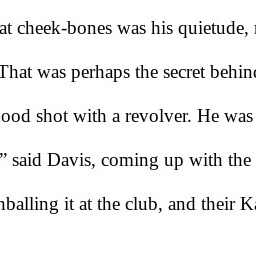 at cheek-bones was his quietude,
That was perhaps the secret behind
ood shot with a revolver. He was
” said Davis, coming up with the
nballing it at the club, and their Ka